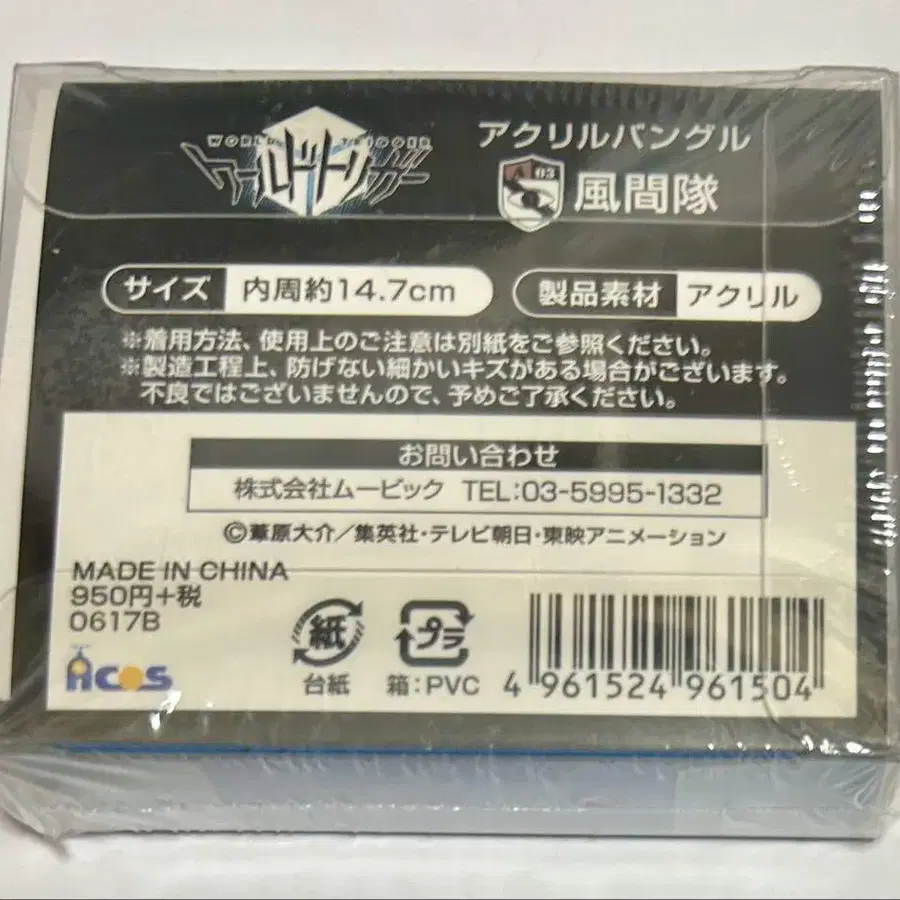 WORLD TRIGGER
ワールドトリガー
アクリルバングル
A 03
風間隊
サイズ 内周約14.7cm
製品素材 アクリル
※着用方法、使用上のご注意は別紙をご参照ください。
※製造工程上、防げない細かいキズがある場合がございます。
不良ではございませんので、予めご了承ください。
お問い合わせ
株式会社ムービック TEL:03-5995-1332
©葦原大介/集英社・テレビ朝日・東映アニメーション
MADE IN CHINA
950円+税
0617B
Acos
紙
台紙
プラ
箱:PVC
4 961524 961504